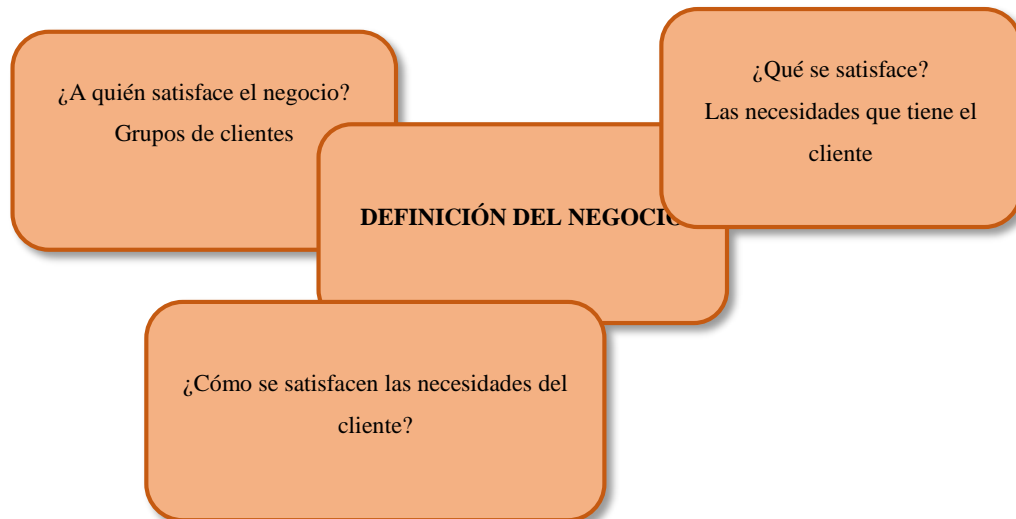 ¿A quién satisface el negocio?
Grupos de clientes
¿Qué se satisface?
Las necesidades que tiene el
cliente
DEFINICIÓN DEL NEGOCIO
¿Cómo se satisfacen las necesidades del
cliente?